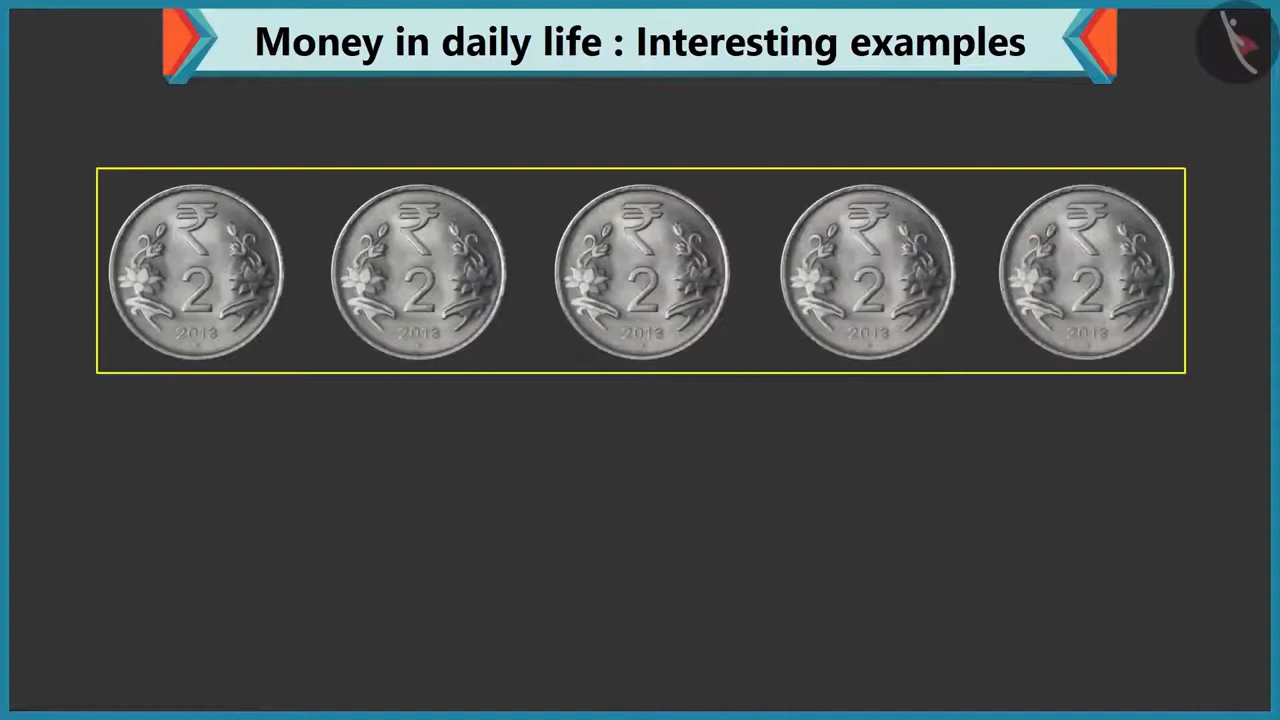 Money in daily life : Interesting examples
₹ ₹ ₹ ₹ ₹
2 2 2 2 2
2013 2013 2013 2013 2013